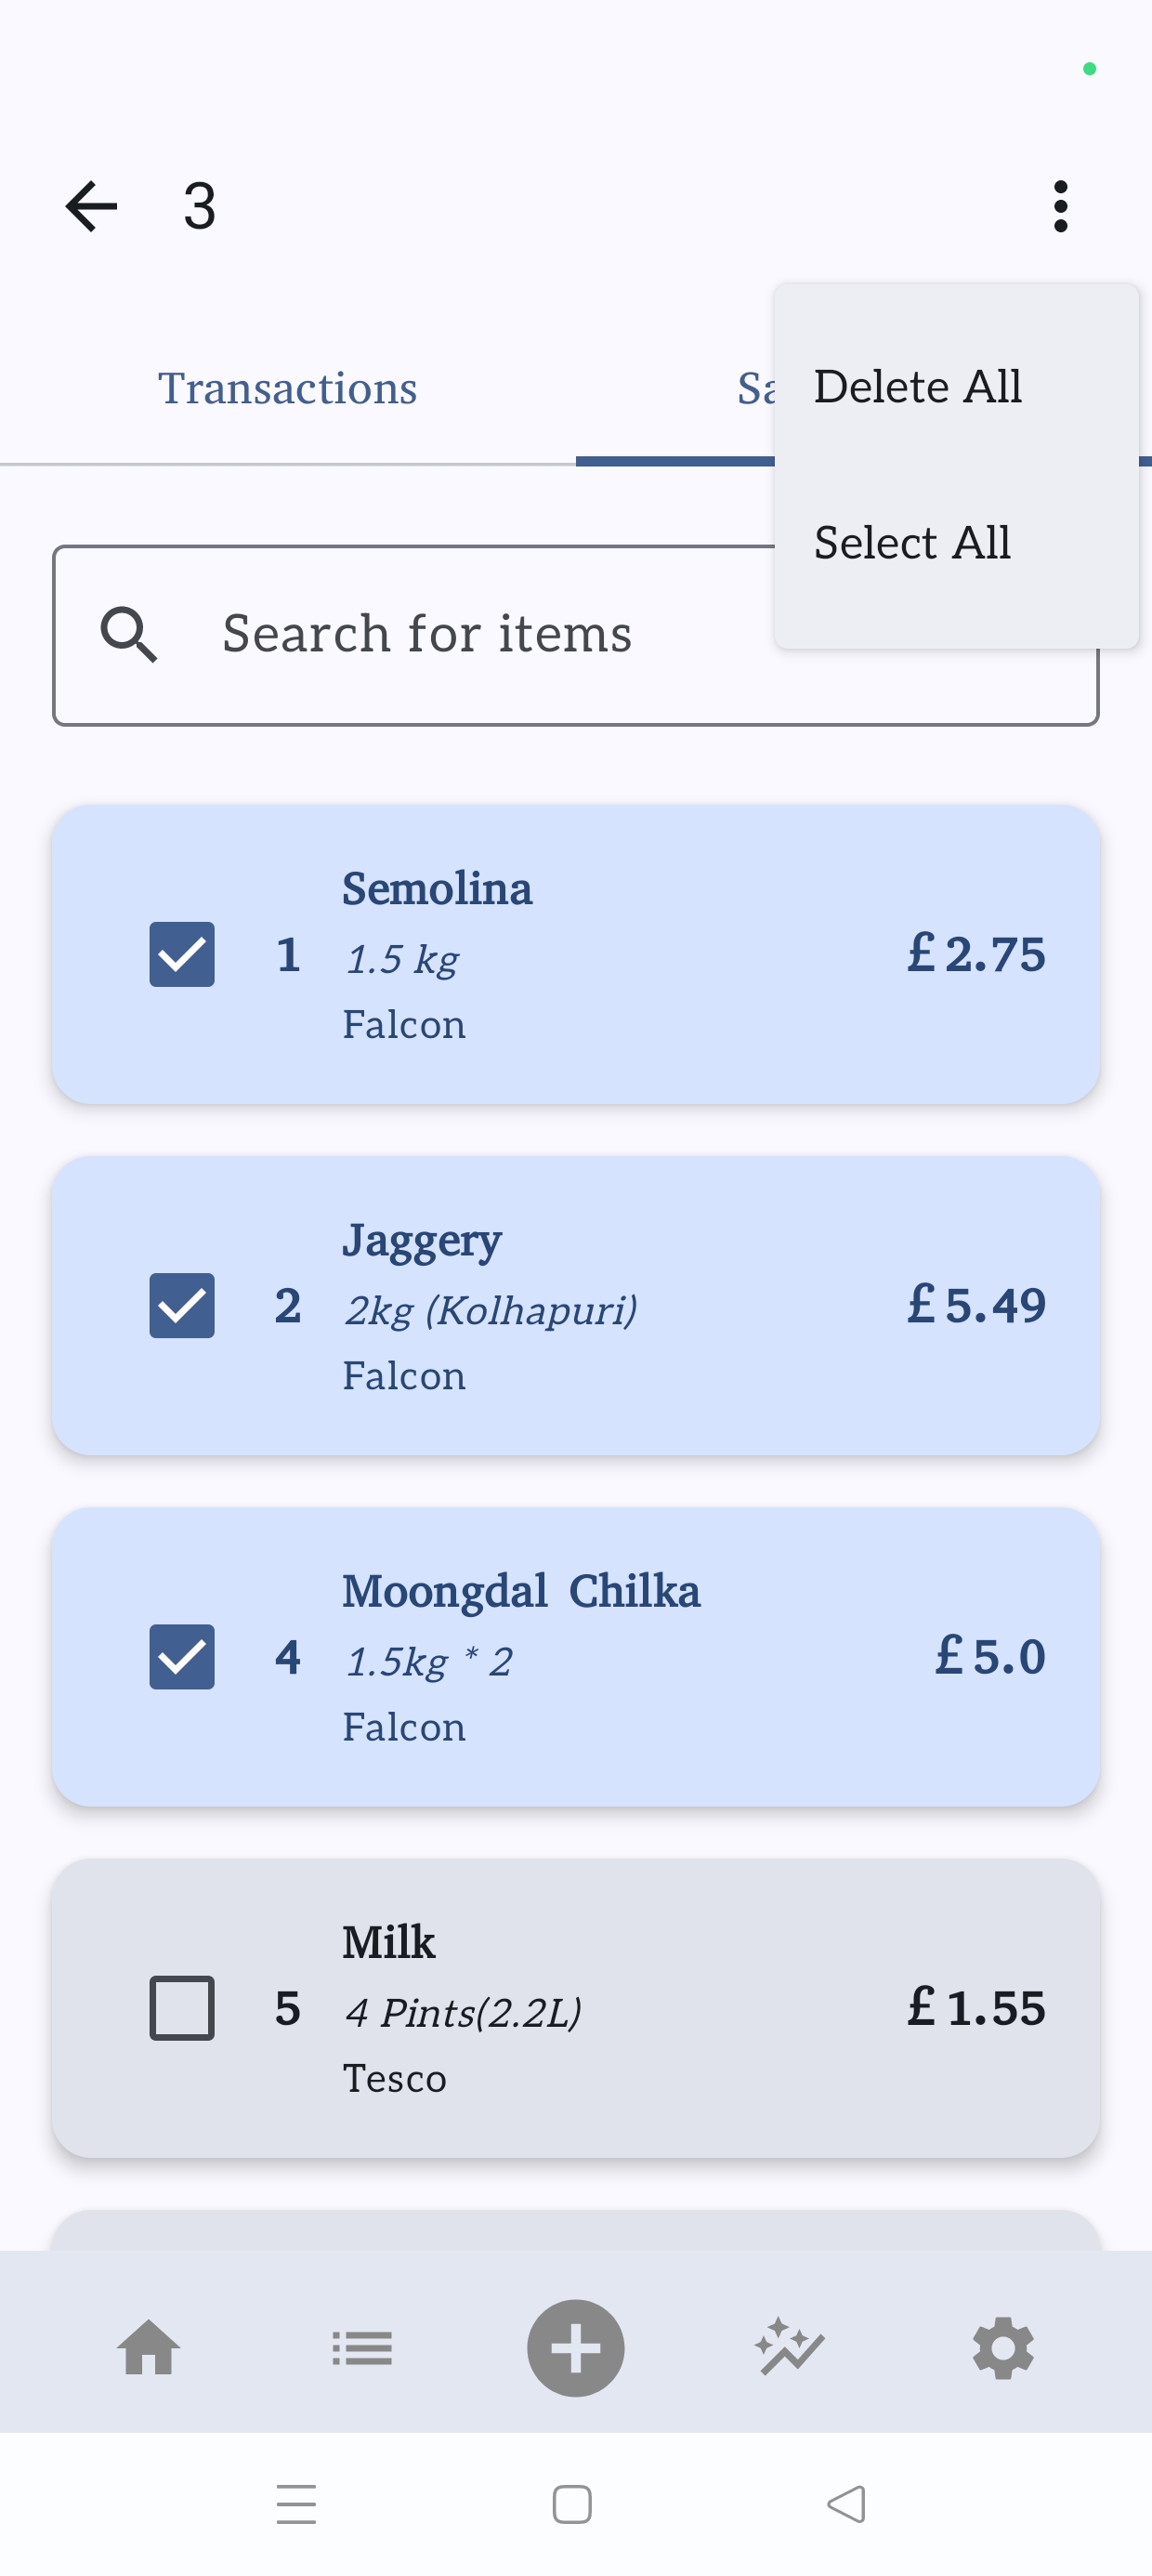 3
Transactions
Delete All
Select All
Search for items
Semolina
1 1.5 kg £2.75
Falcon
Jaggery
2 2kg (Kolhapuri) £5.49
Falcon
Moongdal Chilka
4 1.5kg * 2 £5.0
Falcon
Milk
5 4 Pints(2.2L) £1.55
Tesco